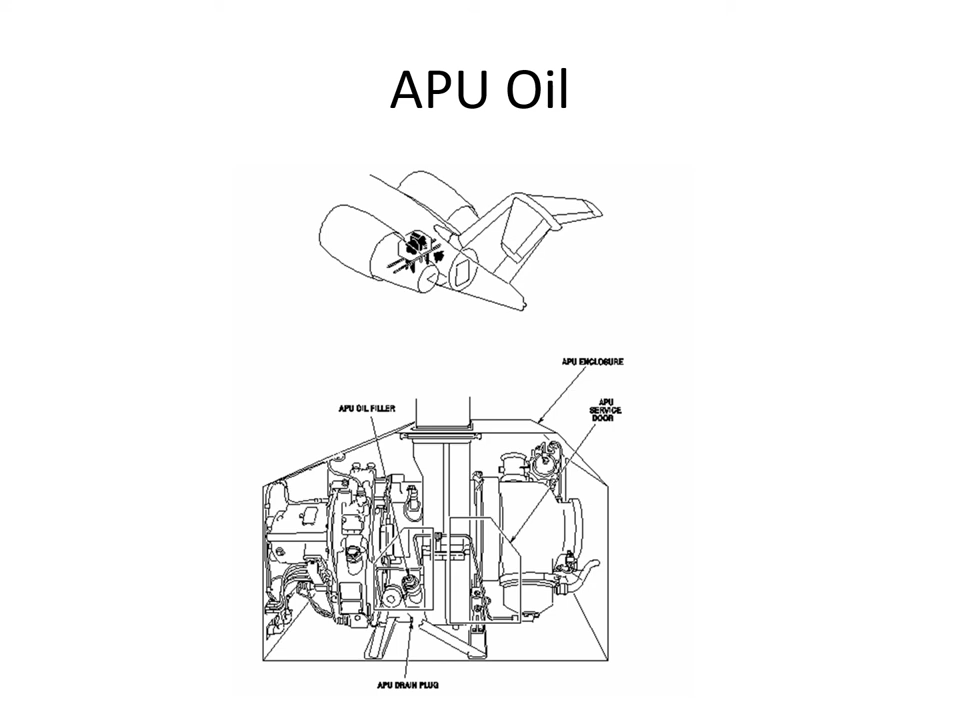 APU Oil
APU ENCLOSURE
APU
SERVICE
DOOR
APU OIL FILLER
APU DRAIN PLUG